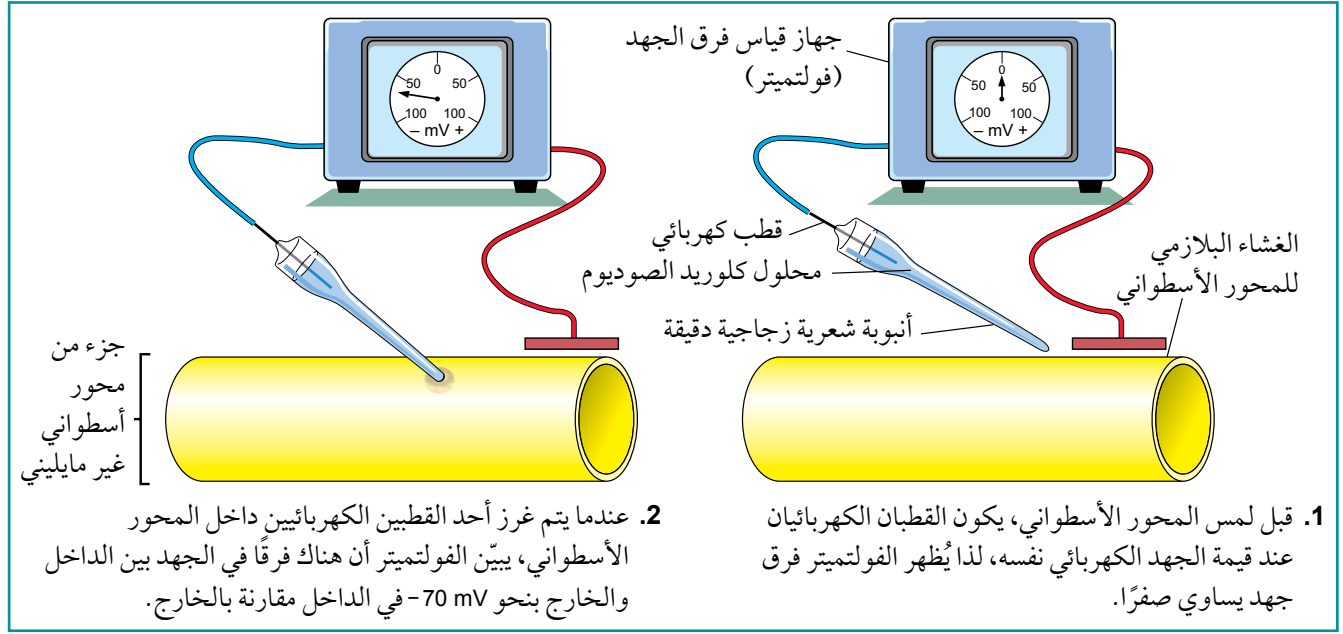 جهاز قياس فرق الجهد
(فولتميتر)
0
50
50
100
100
– mV +
قطب كهربائي
محلول كلوريد الصوديوم
أنبوبة شعرية زجاجية دقيقة
الغشاء البلازمي
للمحور الأسطواني
1. قبل لمس المحور الأسطواني، يكون القطبان الكهربائيان
عند قيمة الجهد الكهربائي نفسه، لذا يُظهر الفولتميتر فرق
جهد يساوي صفرًا.
0
50
50
100
100
– mV +
جزء من
محور
أسطواني
غير مايليني
2. عندما يتم غرز أحد القطبين الكهربائيين داخل المحور
الأسطواني، يبيّن الفولتميتر أن هناك فرقًا في الجهد بين الداخل
والخارج بنحو 70 mV– في الداخل مقارنة بالخارج.